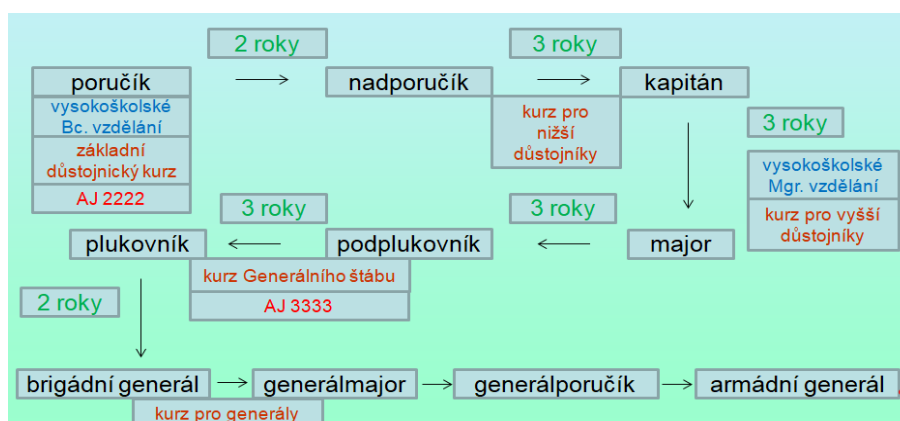 2 roky
3 roky
poručík
nadporučík
kapitán
vysokoškolské
Bc. vzdělání
základní
důstojnický kurz
AJ 2222
kurz pro
nižší
důstojníky
3 roky
vysokoškolské
Mgr. vzdělání
kurz pro vyšší
důstojníky
3 roky
3 roky
plukovník
podplukovník
major
kurz Generálního štábu
AJ 3333
2 roky
brigádní generál
generálmajor
generálporučík
armádní generál
kurz pro generály